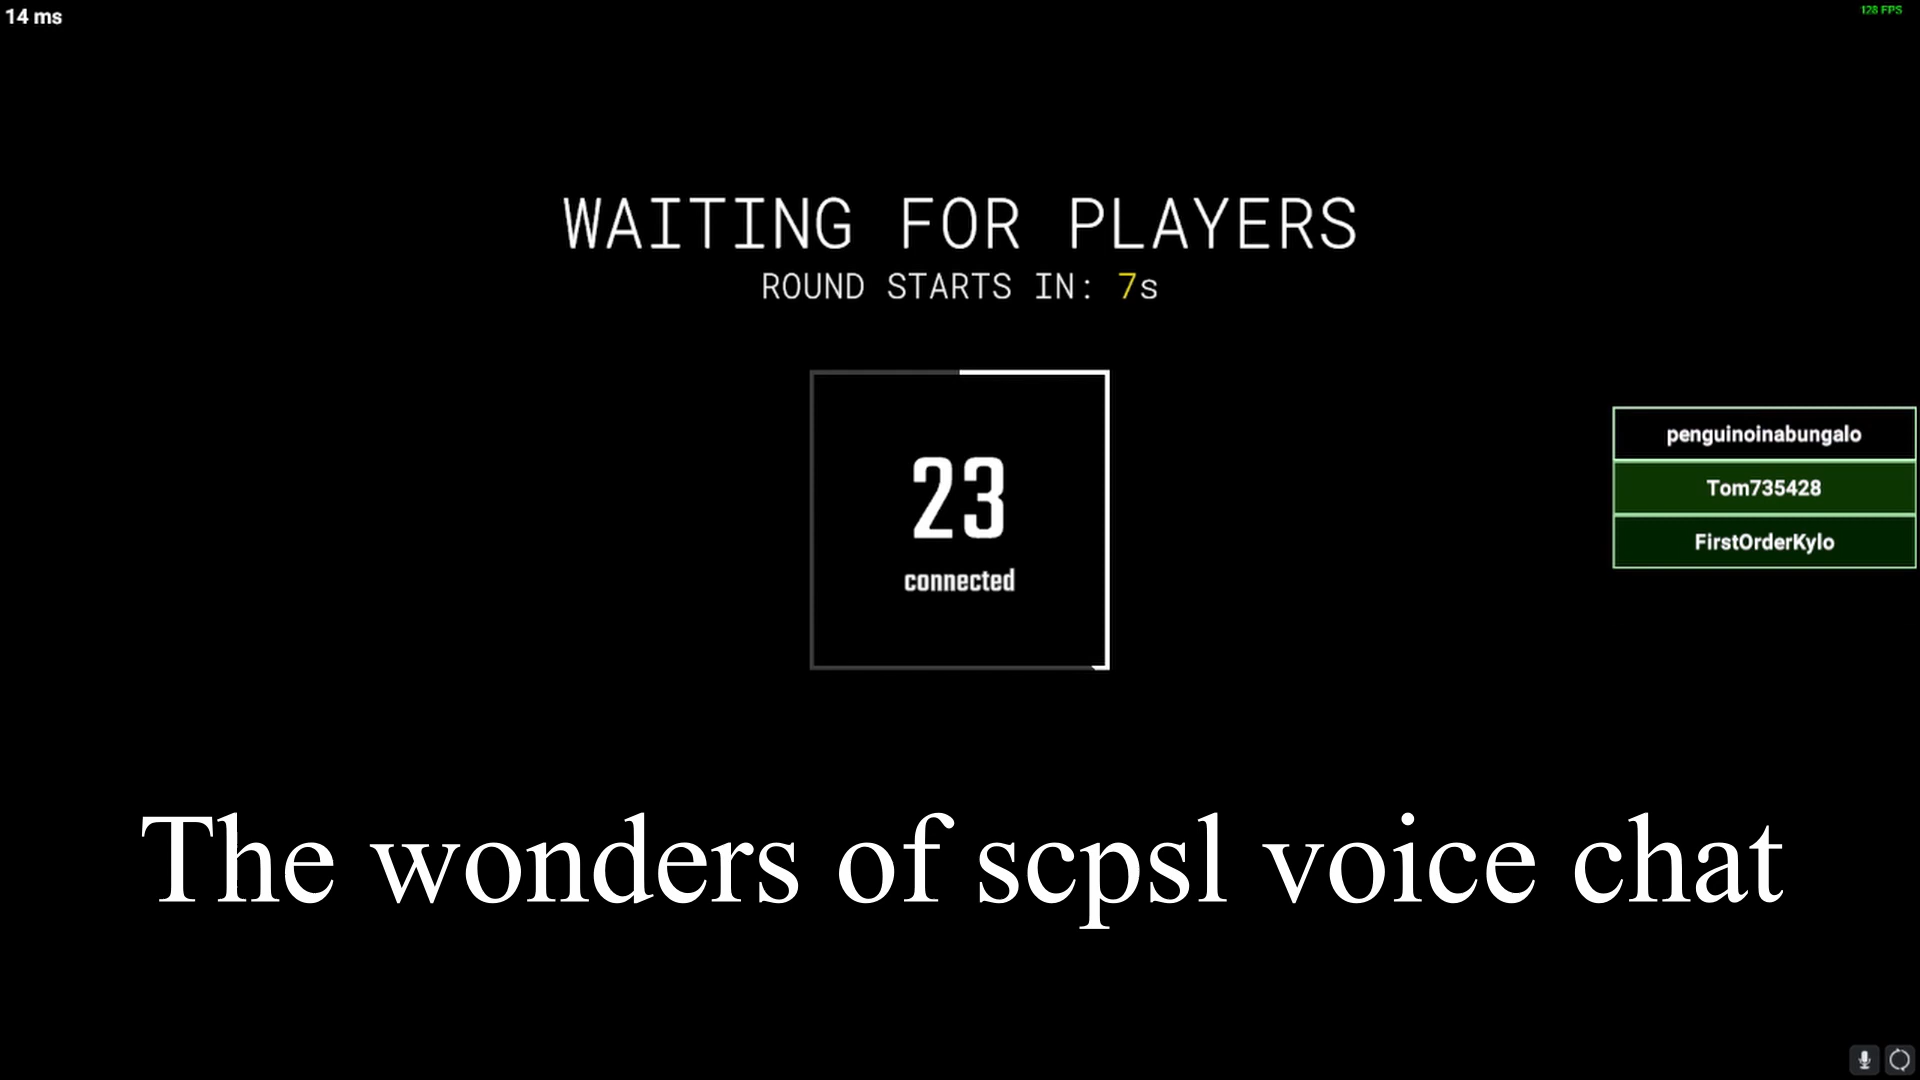 14 ms
128 FPS
WAITING FOR PLAYERS
ROUND STARTS IN: 7s
23
connected
penguinoinabungalo
Tom735428
FirstOrderKylo
The wonders of scpsl voice chat